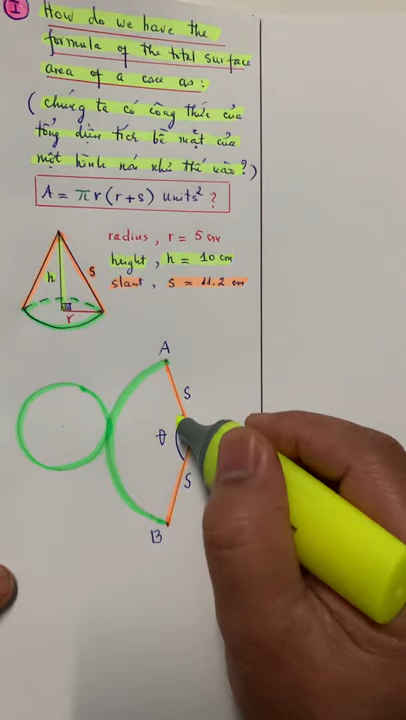 I How do we have the
formula of the total surface
area of a cone as:
(chúng ta có công thức của
tổng diện tích bề mặt của
một hình nón như thế nào?)
A = πr(r+s) units² ?
radius, r = 5 cm
height, h = 10 cm
slant, s = 11.2 cm
h
s
r
A
s
θ
s
B